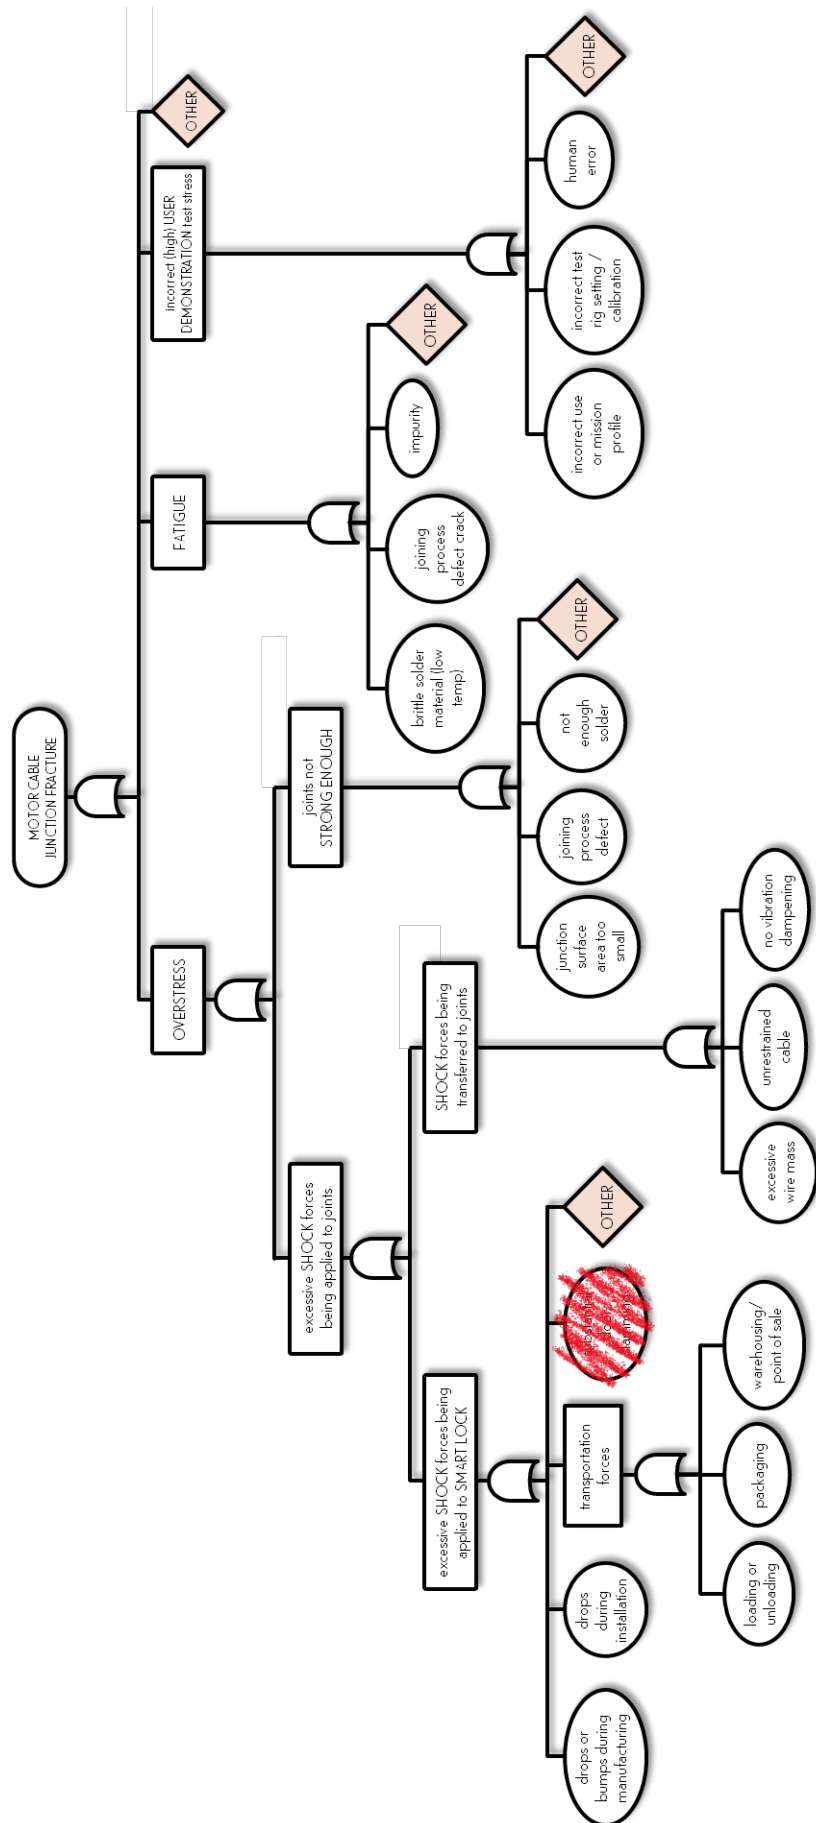 MOTOR CABLE
JUNCTION FRACTURE
OVERSTRESS
FATIGUE
incorrect (high) USER
DEMONSTRATION test stress
OTHER
excessive SHOCK forces
being applied to joints
joints not
STRONG ENOUGH
brittle solder
material (low
temp)
joining
process
defect crack
impurity
OTHER
excessive SHOCK forces being
applied to SMART LOCK
SHOCK forces being
transferred to joints
junction
surface
area too
small
joining
process
defect
not
enough
solder
OTHER
incorrect use
or mission
profile
incorrect test
rig setting /
calibration
human
error
OTHER
drops or
bumps during
manufacturing
drops
during
installation
transportation
forces
substantial
door
slamming
OTHER
excessive
wire mass
unrestrained
cable
no vibration
dampening
loading or
unloading
packaging
warehousing/
point of sale